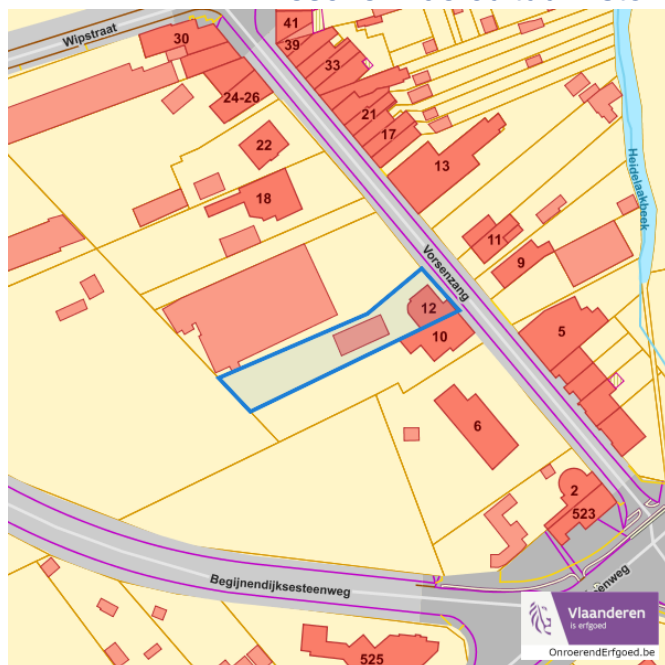 Wipstraat
30
41
39
33
24-26
21
17
22
13
18
11
9
Heidelaakbeek
Vorsenzang
12
10
5
6
2
523
Begijnendijksesteenweg
525
Vlaanderen
is erfgoed
OnroerendErfgoed.be